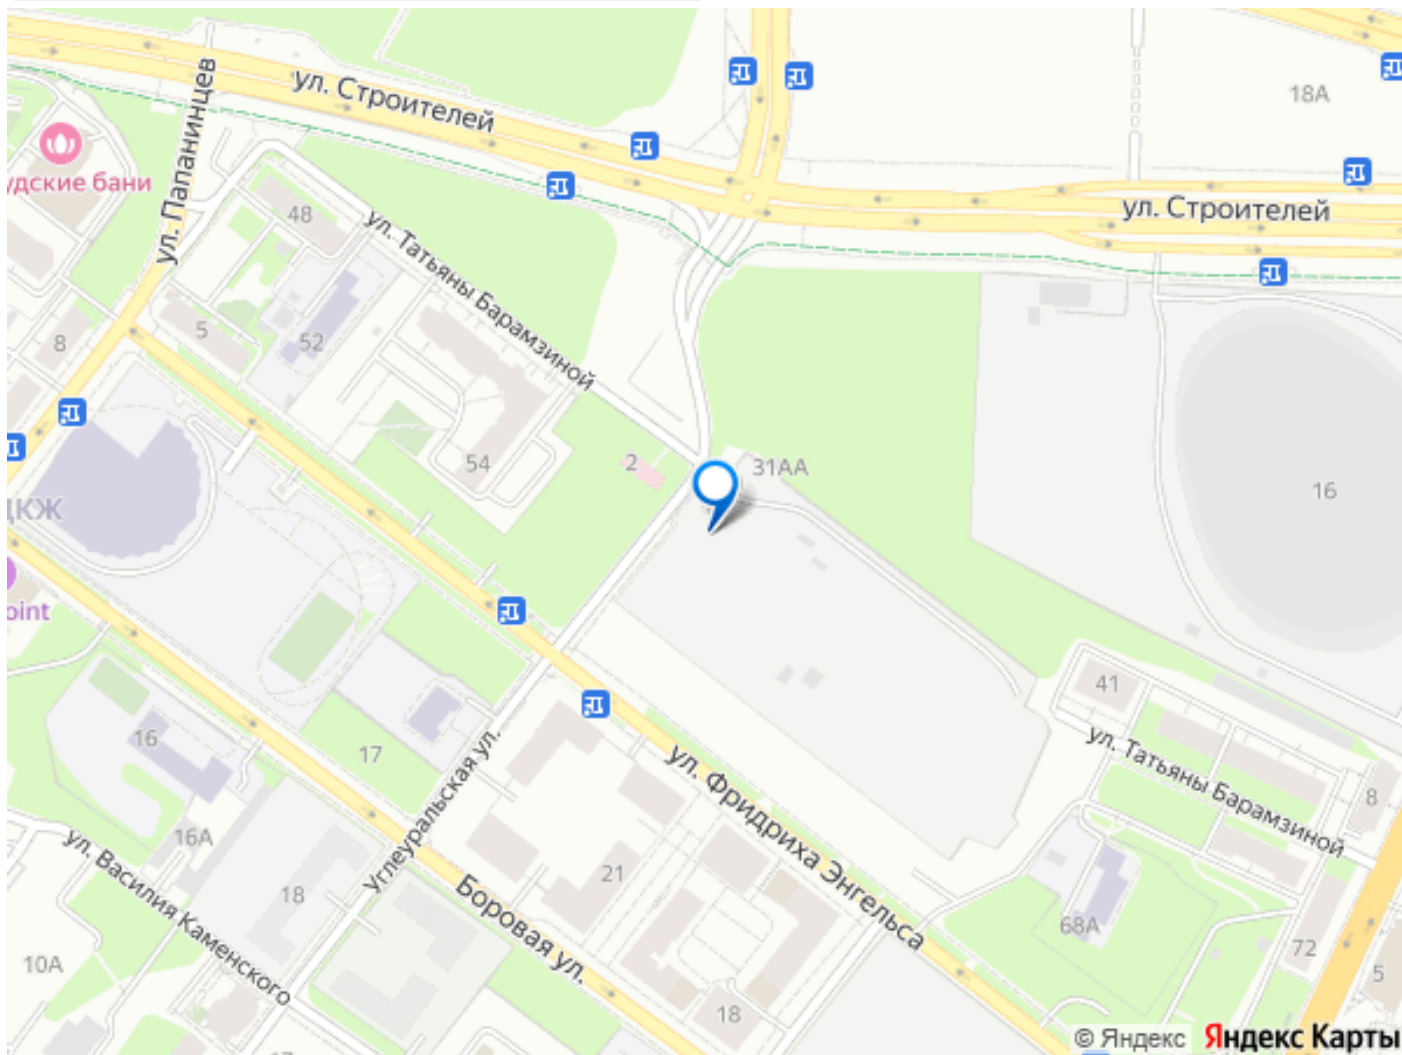 ул. Строителей
18А
удские бани
ул. Папанинцев
48
ул. Татьяны Барамзиной
ул. Строителей
5
52
8
54
2
31АА
16
ЦКЖ
oint
41
16
17
Углеуральская ул.
ул. Фридриха Энгельса
ул. Татьяны Барамзиной
8
16А
ул. Василия Каменского
18
21
Боровая ул.
68А
10А
72
5
18
© Яндекс Яндекс Карты